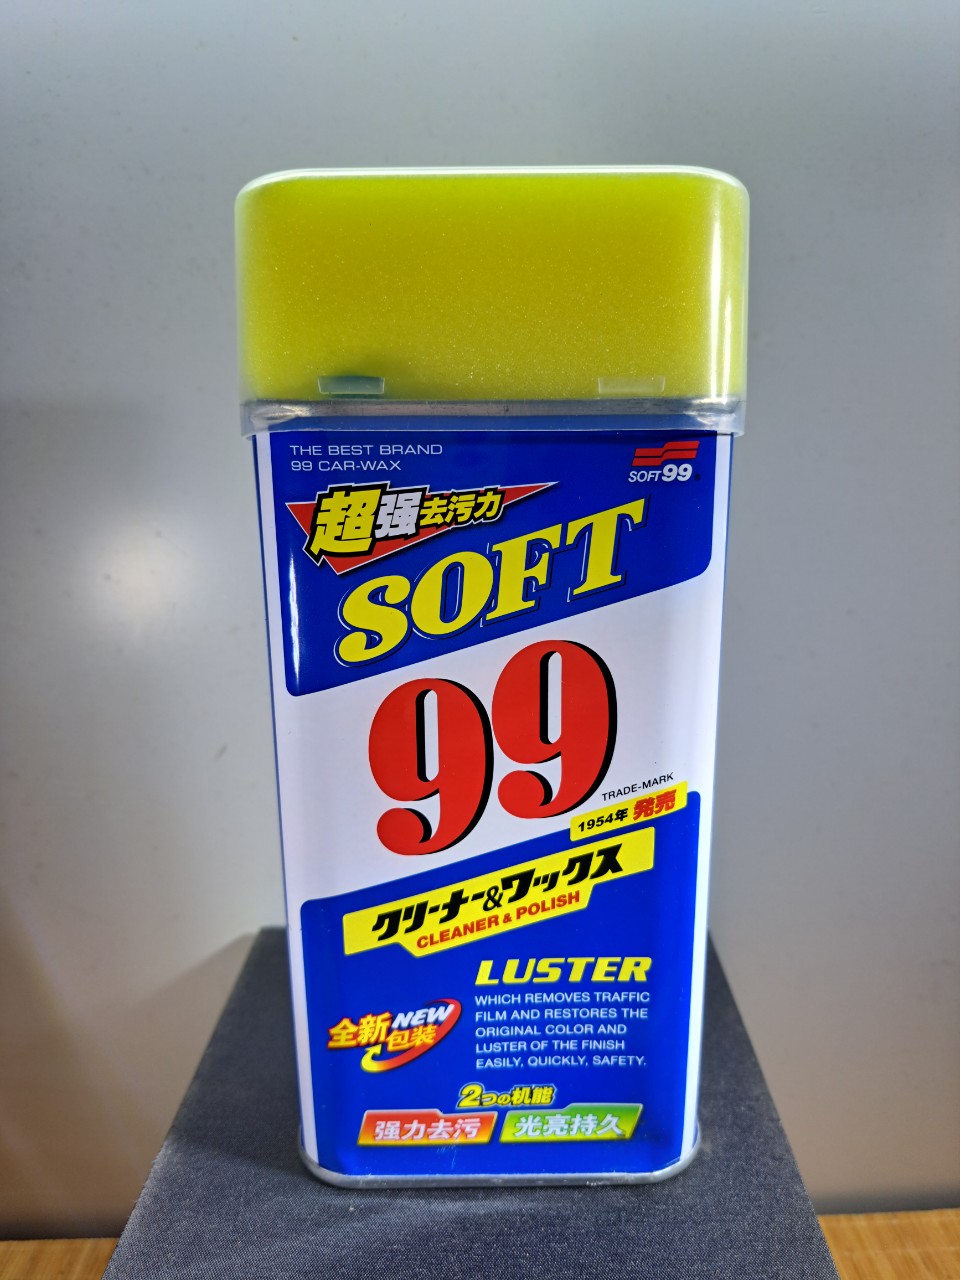 THE BEST BRAND
99 CAR-WAX
SOFT99®
超强去污力
SOFT
99
TRADE-MARK
1954年 発売
クリーナー&ワックス
CLEANER & POLISH
LUSTER
WHICH REMOVES TRAFFIC
FILM AND RESTORES THE
ORIGINAL COLOR AND
LUSTER OF THE FINISH
EASILY, QUICKLY, SAFETY.
全新NEW
包装
2つの机能
强力去污
光亮持久